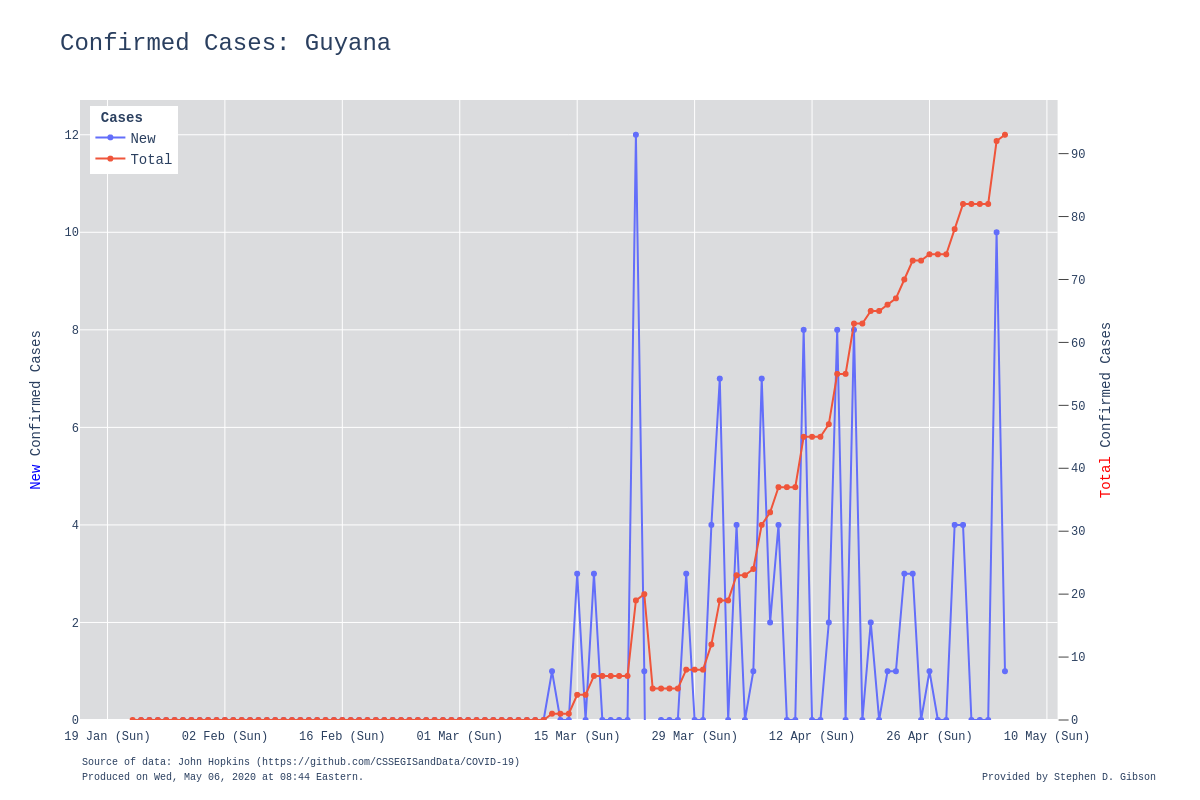 Confirmed Cases: Guyana
Cases
New
Total
12
10
8
6
4
2
0
90
80
70
60
50
40
30
20
10
0
New Confirmed Cases
Total Confirmed Cases
19 Jan (Sun)
02 Feb (Sun)
16 Feb (Sun)
01 Mar (Sun)
15 Mar (Sun)
29 Mar (Sun)
12 Apr (Sun)
26 Apr (Sun)
10 May (Sun)
Source of data: John Hopkins (https://github.com/CSSEGISandData/COVID-19)
Produced on Wed, May 06, 2020 at 08:44 Eastern.
Provided by Stephen D. Gibson